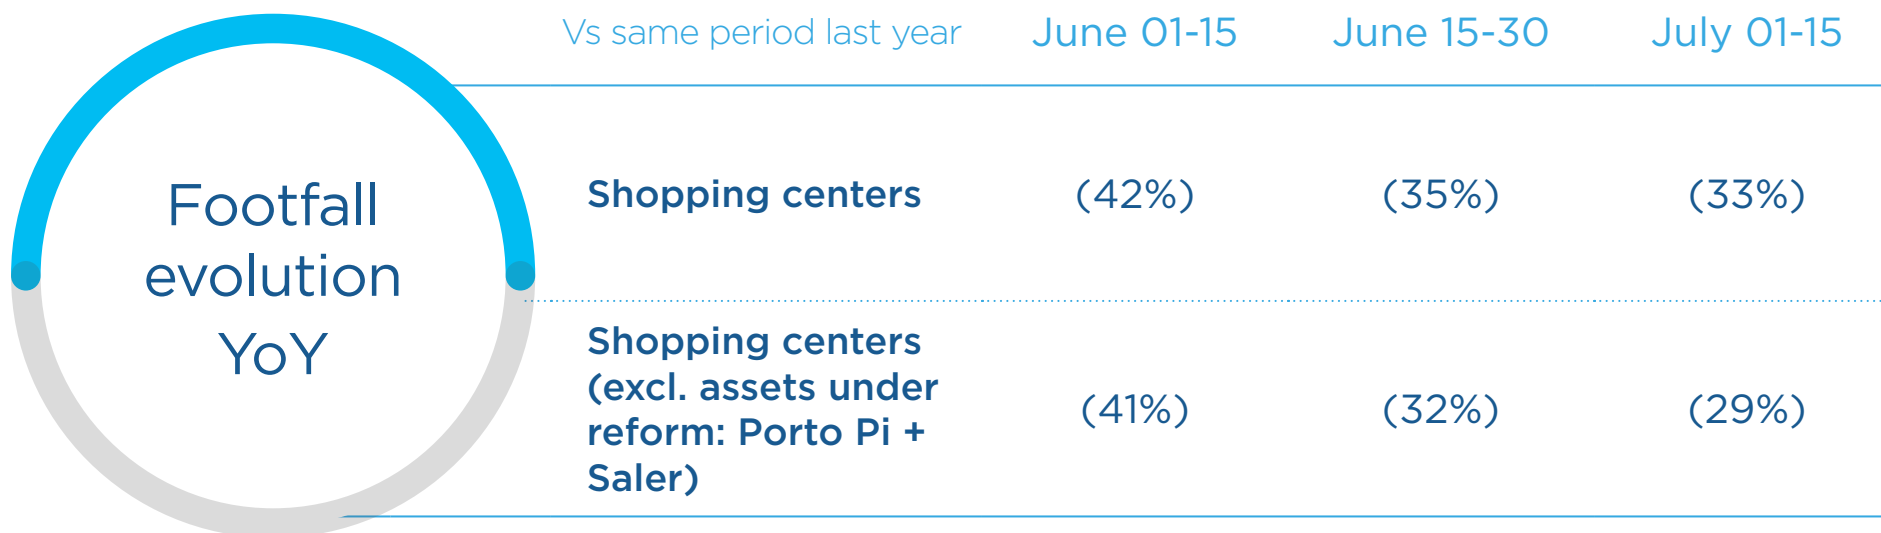 Vs same period last year June 01-15 June 15-30 July 01-15
Footfall
evolution
YoY
Shopping centers (42%) (35%) (33%)
Shopping centers
(excl. assets under
reform: Porto Pi +
Saler)
(41%) (32%) (29%)